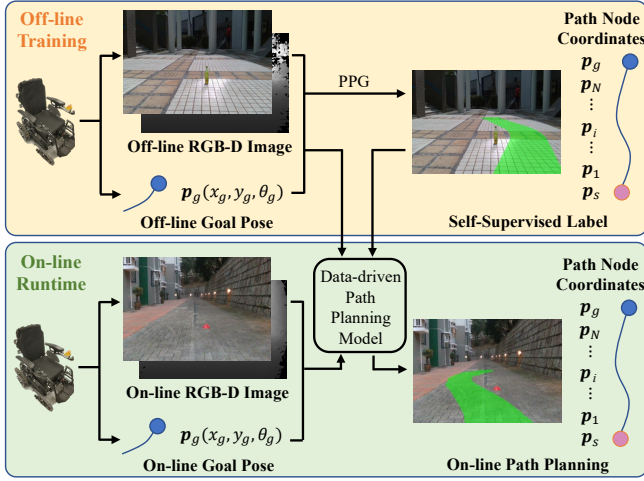 Off-line
Training
Off-line RGB-D Image
p_g(x_g, y_g, θ_g)
Off-line Goal Pose
PPG
Self-Supervised Label
Path Node
Coordinates
p_g
p_N
⋮
p_i
⋮
p_1
p_s
Data-driven
Path
Planning
Model
On-line
Runtime
On-line RGB-D Image
p_g(x_g, y_g, θ_g)
On-line Goal Pose
On-line Path Planning
Path Node
Coordinates
p_g
p_N
⋮
p_i
⋮
p_1
p_s